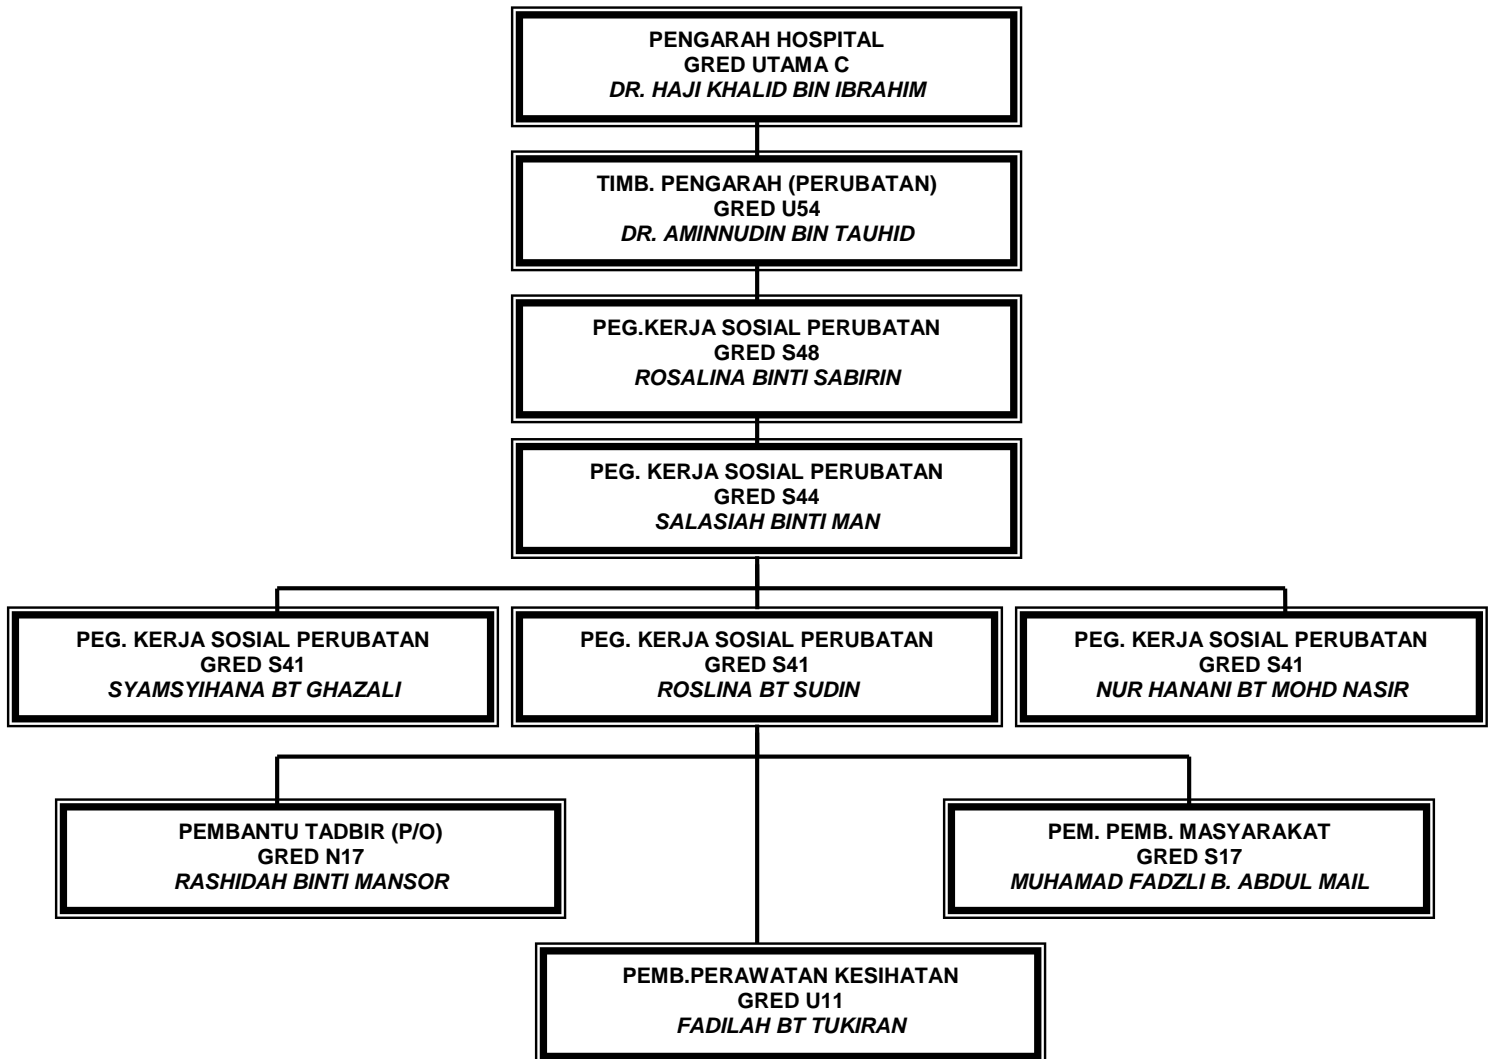 PENGARAH HOSPITAL
GRED UTAMA C
DR. HAJI KHALID BIN IBRAHIM
TIMB. PENGARAH (PERUBATAN)
GRED U54
DR. AMINNUDIN BIN TAUHID
PEG.KERJA SOSIAL PERUBATAN
GRED S48
ROSALINA BINTI SABIRIN
PEG. KERJA SOSIAL PERUBATAN
GRED S44
SALASIAH BINTI MAN
PEG. KERJA SOSIAL PERUBATAN
GRED S41
SYAMSYIHANA BT GHAZALI
PEG. KERJA SOSIAL PERUBATAN
GRED S41
ROSLINA BT SUDIN
PEG. KERJA SOSIAL PERUBATAN
GRED S41
NUR HANANI BT MOHD NASIR
PEMBANTU TADBIR (P/O)
GRED N17
RASHIDAH BINTI MANSOR
PEM. PEMB. MASYARAKAT
GRED S17
MUHAMAD FADZLI B. ABDUL MAIL
PEMB.PERAWATAN KESIHATAN
GRED U11
FADILAH BT TUKIRAN